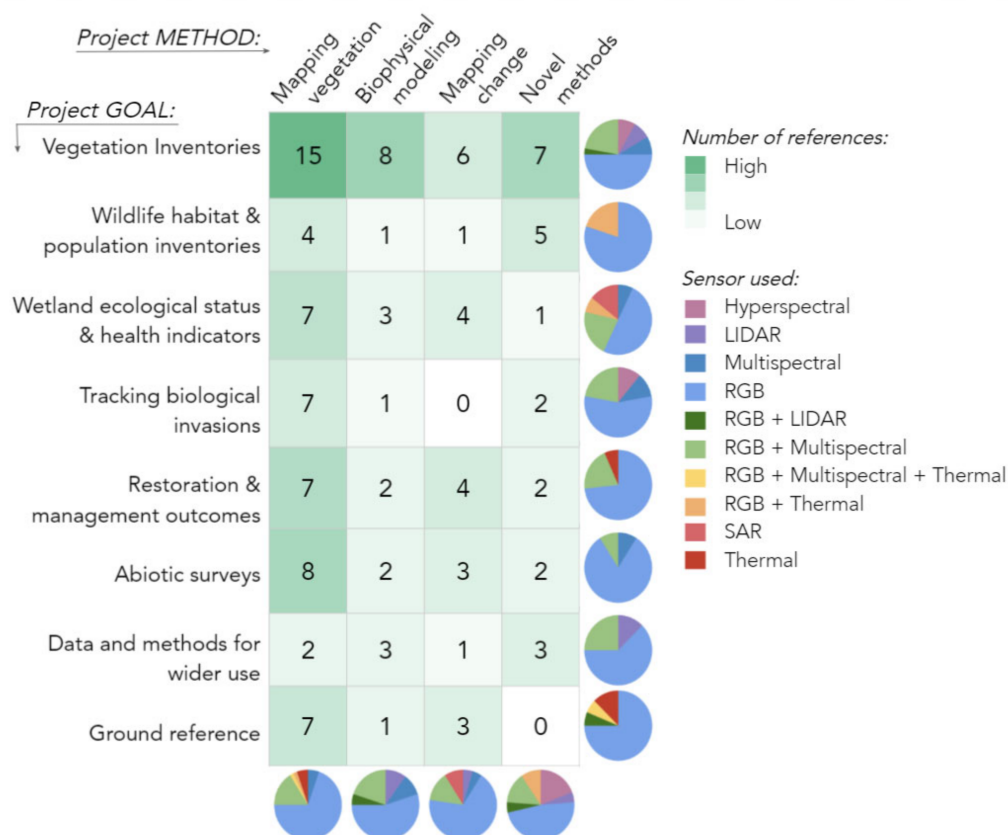 Project METHOD:
Mapping
vegetation
Biophysical
modeling
Mapping
change
Novel
methods
Project GOAL:
Vegetation Inventories
15
8
6
7
Wildlife habitat &
population inventories
4
1
1
5
Wetland ecological status
& health indicators
7
3
4
1
Tracking biological
invasions
7
1
0
2
Restoration &
management outcomes
7
2
4
2
Abiotic surveys
8
2
3
2
Data and methods for
wider use
2
3
1
3
Ground reference
7
1
3
0
Number of references:
High
Low
Sensor used:
Hyperspectral
LIDAR
Multispectral
RGB
RGB + LIDAR
RGB + Multispectral
RGB + Multispectral + Thermal
RGB + Thermal
SAR
Thermal